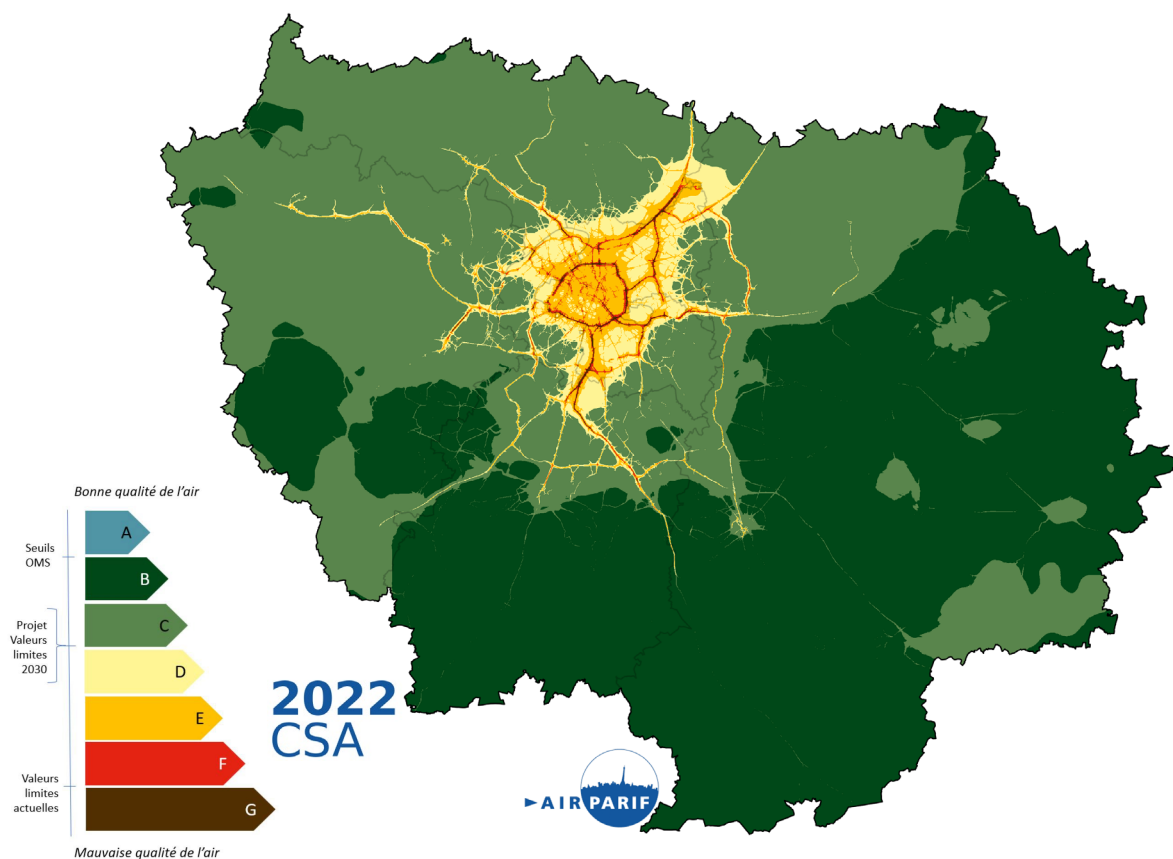 Bonne qualité de l'air
A
Seuils
OMS
B
C
Projet
Valeurs
limites
2030
D
E
F
Valeurs
limites
actuelles
G
Mauvaise qualité de l'air
2022
CSA
AIRPARIF